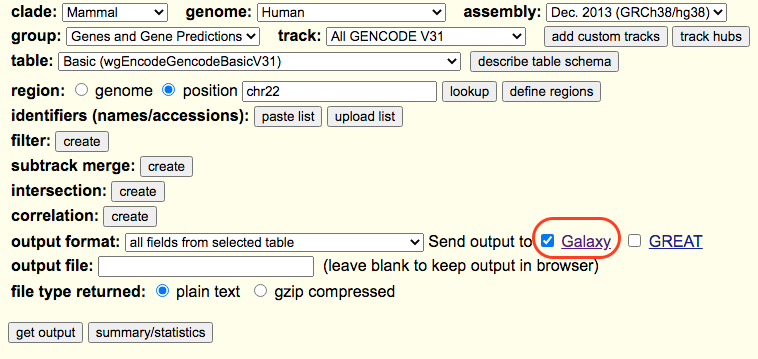 clade: Mammal genome: Human assembly: Dec. 2013 (GRCh38/hg38)
group: Genes and Gene Predictions track: All GENCODE V31 add custom tracks track hubs
table: Basic (wgEncodeGencodeBasicV31) describe table schema
region: genome position chr22 lookup define regions
identifiers (names/accessions): paste list upload list
filter: create
subtrack merge: create
intersection: create
correlation: create
output format: all fields from selected table Send output to Galaxy GREAT
output file: (leave blank to keep output in browser)
file type returned: plain text gzip compressed
get output summary/statistics